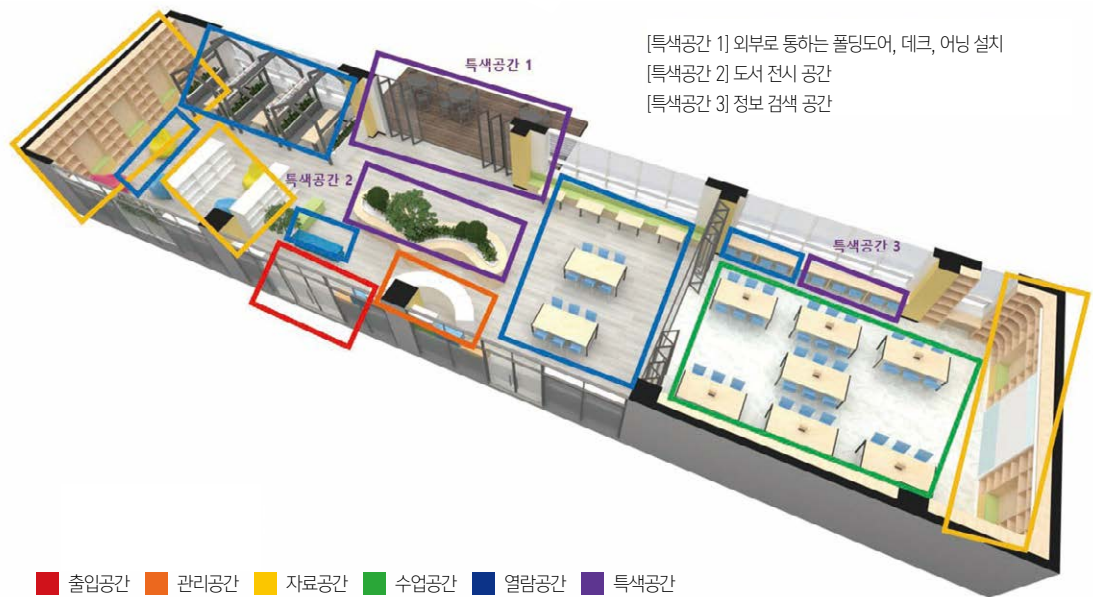 [특색공간 1] 외부로 통하는 폴딩도어, 데크, 어닝 설치
[특색공간 2] 도서 전시 공간
[특색공간 3] 정보 검색 공간
특색공간 1
특색공간 2
특색공간 3
출입공간 관리공간 자료공간 수업공간 열람공간 특색공간